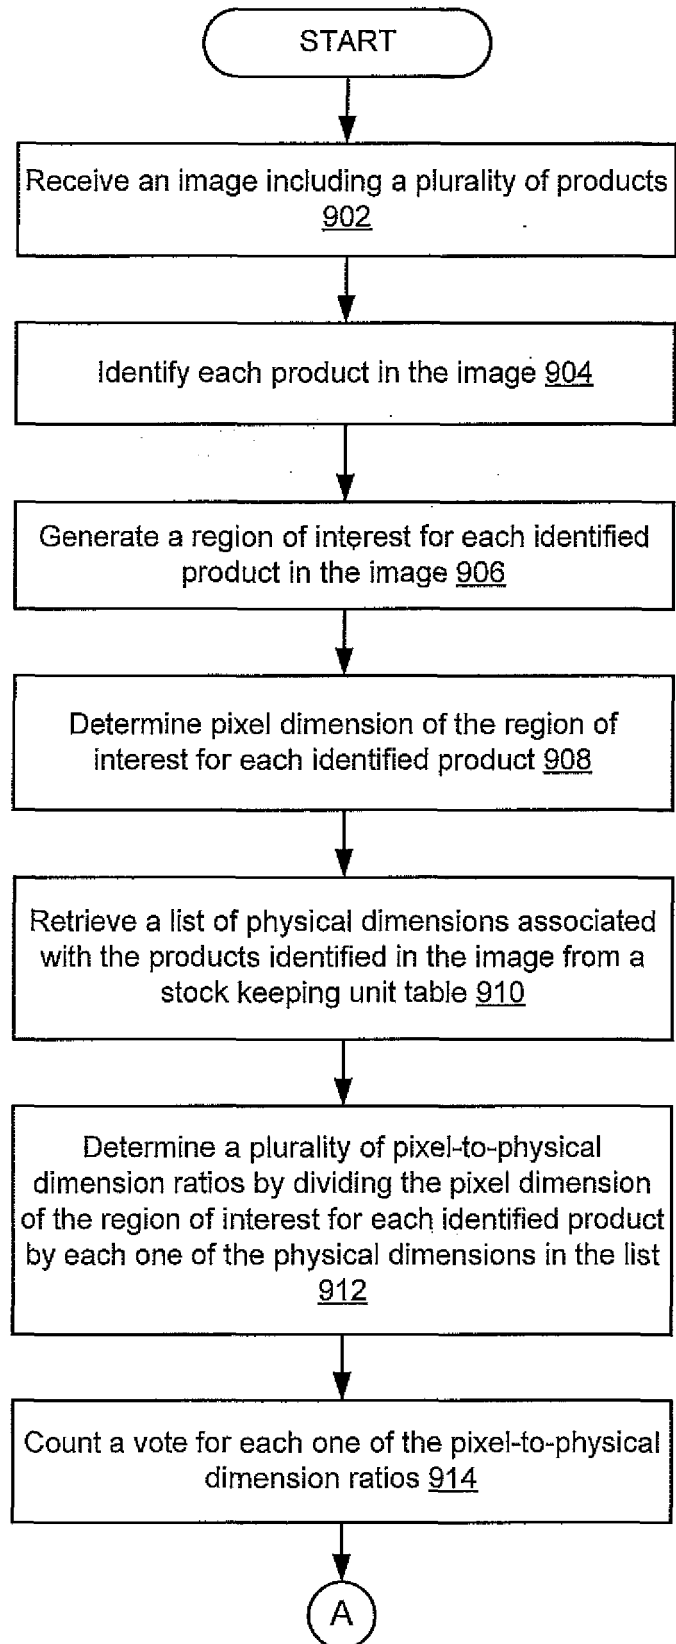 START
Receive an image including a plurality of products
902
Identify each product in the image 904
Generate a region of interest for each identified
product in the image 906
Determine pixel dimension of the region of
interest for each identified product 908
Retrieve a list of physical dimensions associated
with the products identified in the image from a
stock keeping unit table 910
Determine a plurality of pixel-to-physical
dimension ratios by dividing the pixel dimension
of the region of interest for each identified product
by each one of the physical dimensions in the list
912
Count a vote for each one of the pixel-to-physical
dimension ratios 914
A